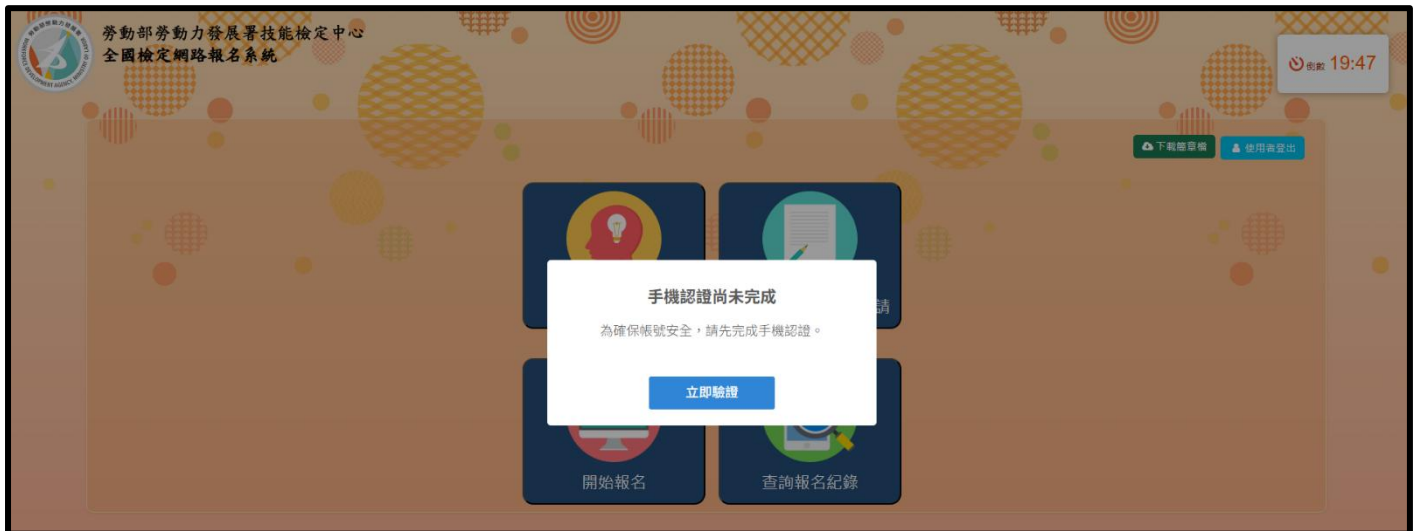 勞動部勞動力發展署技能檢定中心
全國檢定網路報名系統
倒數 19:47
下載簡章檔
使用者登出
請
手機認證尚未完成
為確保帳號安全，請先完成手機認證。
立即驗證
開始報名
查詢報名紀錄